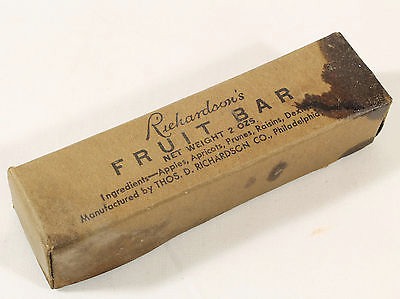 Richardson's
FRUIT BAR
NET WEIGHT 2 OZS.
Ingredients—Apples, Apricots, Prunes, Raisins,
Manufactured by THOS. D. RICHARDSON CO., Philadelphia